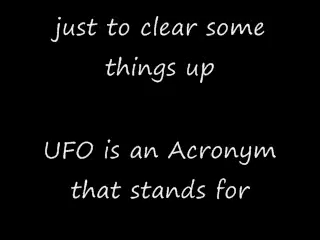 just to clear some
things up
UFO is an Acronym
that stands for